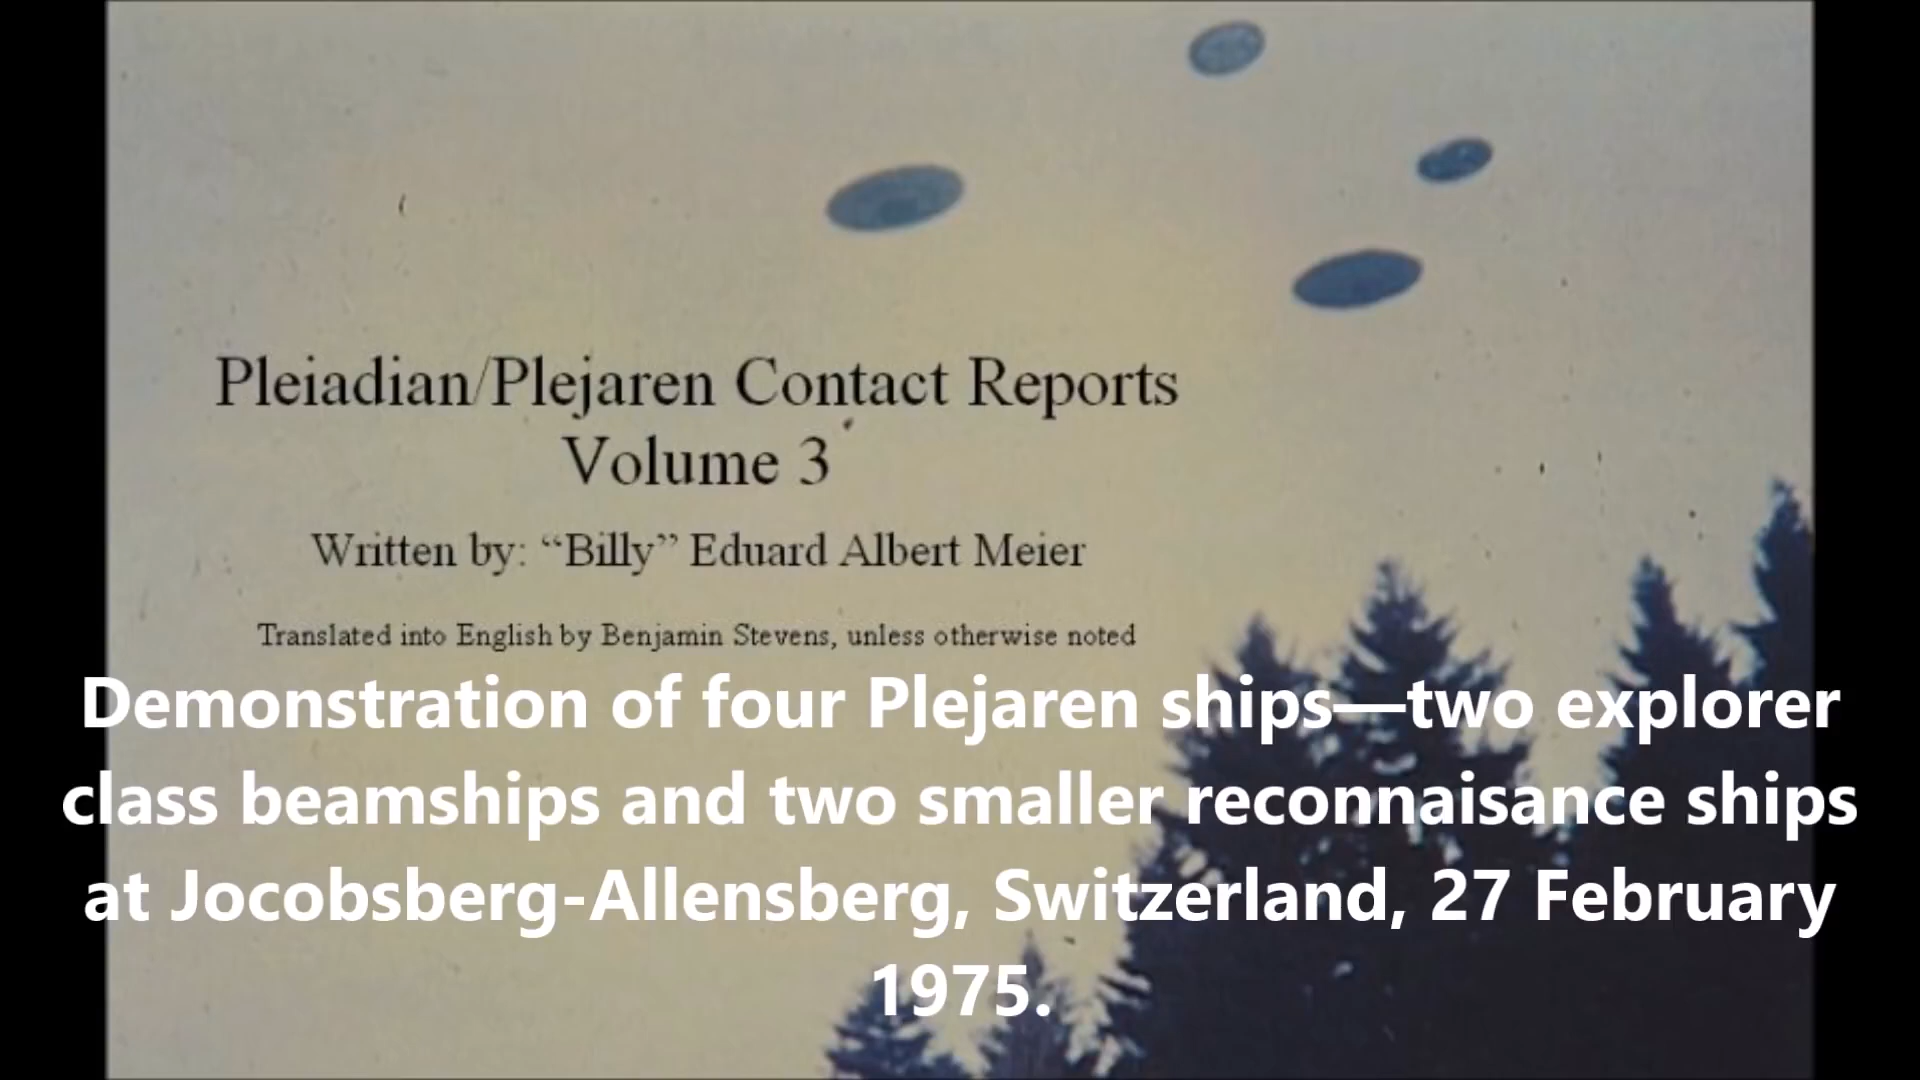 Pleiadian/Plejaren Contact Reports
Volume 3
Written by: “Billy” Eduard Albert Meier
Translated into English by Benjamin Stevens, unless otherwise noted
Demonstration of four Plejaren ships—two explorer
class beamships and two smaller reconnaisance ships
at Jocobsberg-Allensberg, Switzerland, 27 February
1975.